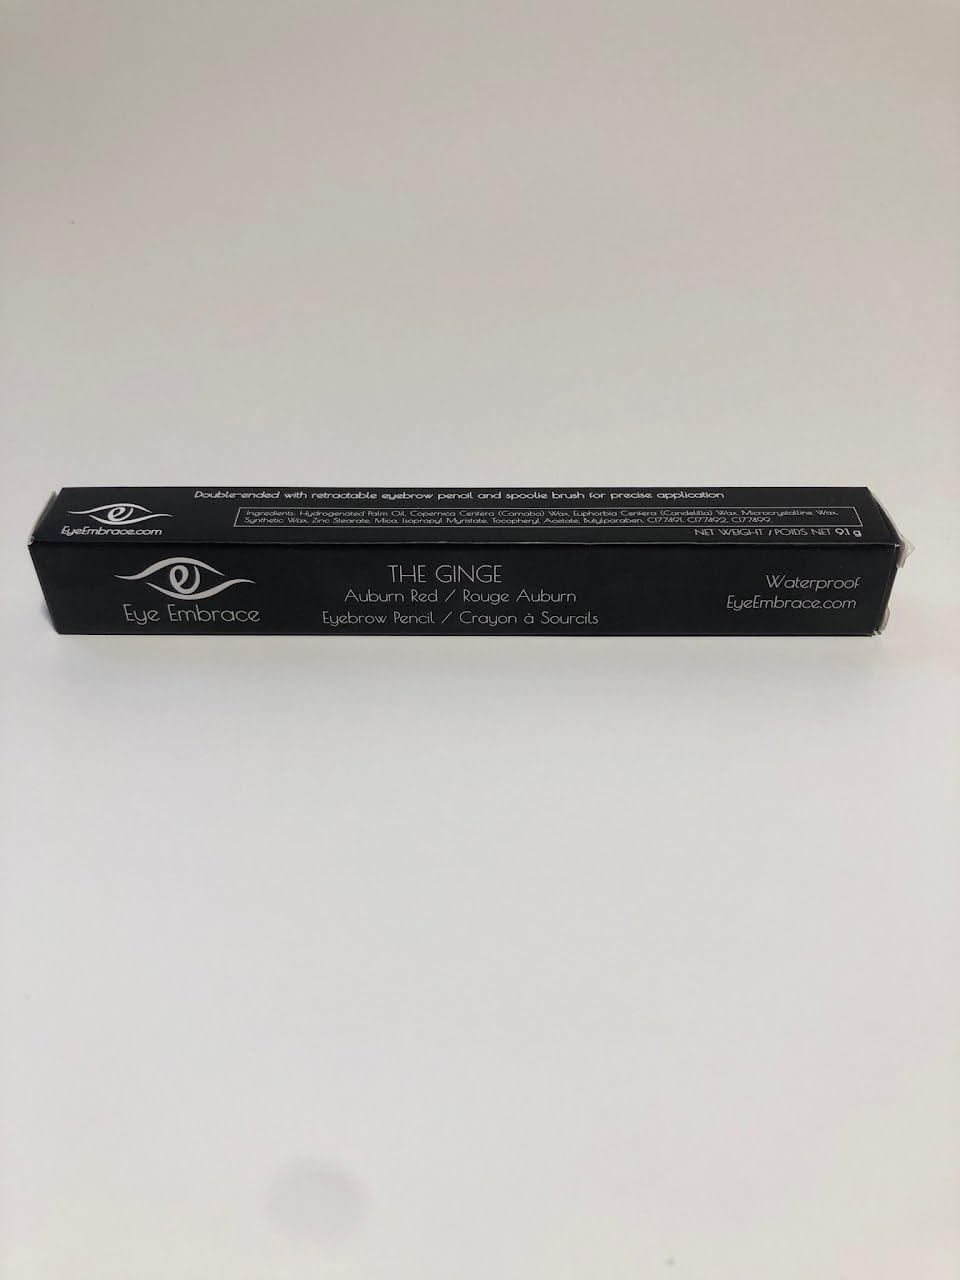 Double-ended with retractable eyebrow pencil and spoolie brush for precise application
EyeEmbrace.com
Ingredients: Hydrogenated Palm Oil, Copernica Cerifera (Carnaba) Wax, Euphorbia Cerifera (Candelilla) Wax, Microcrystalline Wax,
Synthetic Wax, Zinc Stearate, Mica, Isopropyl Myristate, Tocopheryl, Acetate, Butylparaben, CI77491, CI77492, CI77499.
NET WEIGHT / POIDS NET 9.1 g
Eye Embrace
THE GINGE
Auburn Red / Rouge Auburn
Eyebrow Pencil / Crayon à Sourcils
Waterproof
EyeEmbrace.com